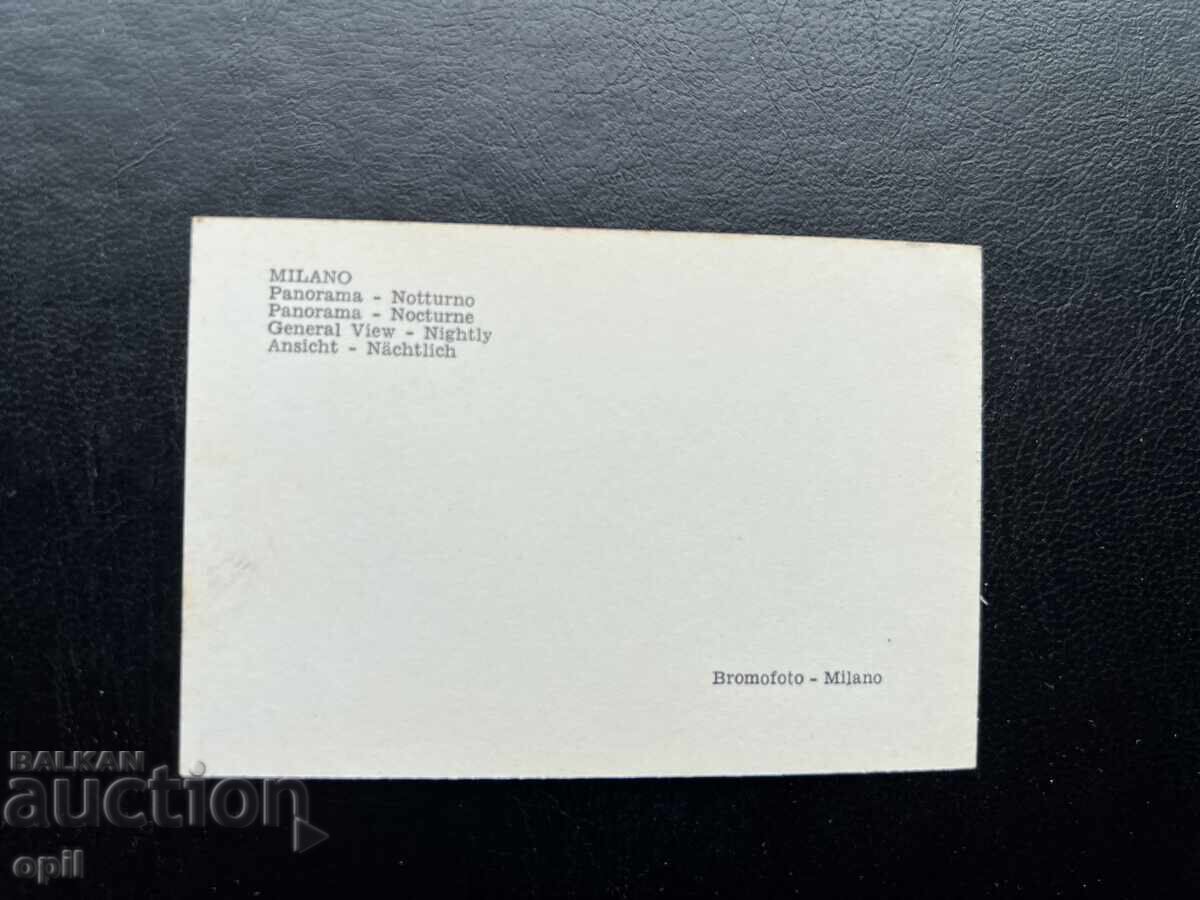 MILANO
Panorama - Notturno
Panorama - Nocturne
General View - Nightly
Ansicht - Nächtlich
Bromofoto - Milano
BALKAN
auction
opil